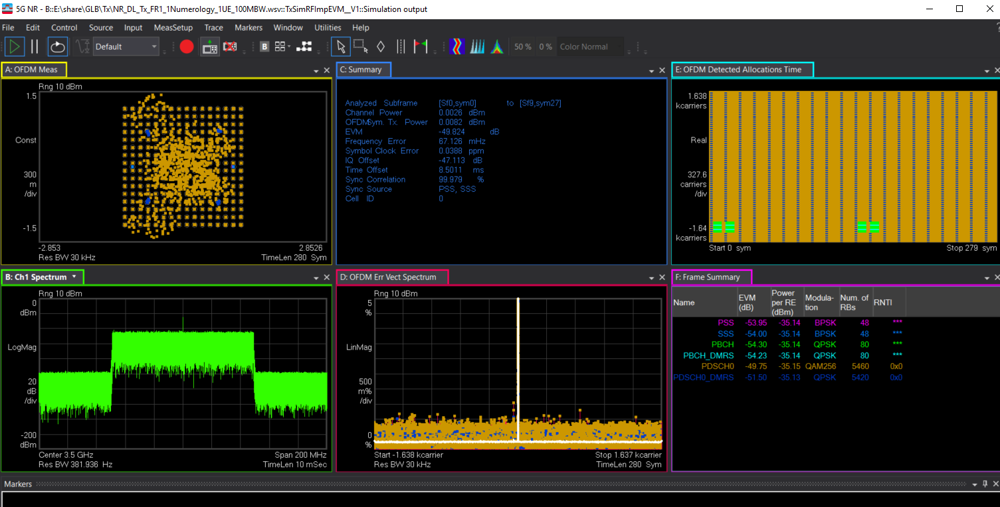 5G NR - B::E:\share\GLB\Tx\NR_DL_Tx_FR1_1Numerology_1UE_100MBW.wsv::TxSimRFImpEVM__V1::Simulation output
File Edit Control Source Input MeasSetup Trace Markers Window Utilities Help
Default B 50 % 0 % Color Normal
A: OFDM Meas
Rng 10 dBm
1.5
Const
300
m
/div
-1.5
-2.853 2.8526
Res BW 30 kHz TimeLen 280 Sym
C: Summary
Analyzed Subframe [Sf0,sym0] to [Sf9,sym27]
Channel Power 0.0026 dBm
OFDMSym. Tx. Power 0.0082 dBm
EVM -49.824 dB
Frequency Error 67.126 mHz
Symbol Clock Error 0.0388 ppm
IQ Offset -47.113 dB
Time Offset 8.5011 ms
Sync Correlation 99.979 %
Sync Source PSS, SSS
Cell ID 0
E: OFDM Detected Allocations Time
1.638
kcarriers
Real
327.6
carriers
/div
-1.64
kcarriers
Start 0 sym Stop 279 sym
B: Ch1 Spectrum
Rng 10 dBm
0
dBm
LogMag
20
dB
/div
-200
dBm
Center 3.5 GHz Span 200 MHz
Res BW 381.936 Hz TimeLen 10 mSec
D: OFDM Err Vect Spectrum
Rng 10 dBm
5
%
LinMag
500
m%
/div
0
%
Start -1.638 kcarrier Stop 1.637 kcarrier
Res BW 30 kHz TimeLen 280 Sym
F: Frame Summary
Name EVM (dB) Power per RE (dBm) Modula-tion Num. of RBs RNTI
PSS -53.95 -35.14 BPSK 48 ***
SSS -54.00 -35.14 BPSK 48 ***
PBCH -54.30 -35.14 QPSK 80 ***
PBCH_DMRS -54.23 -35.14 QPSK 80 ***
PDSCH0 -49.75 -35.15 QAM256 5460 0x0
PDSCH0_DMRS -51.50 -35.13 QPSK 5420 0x0
Markers